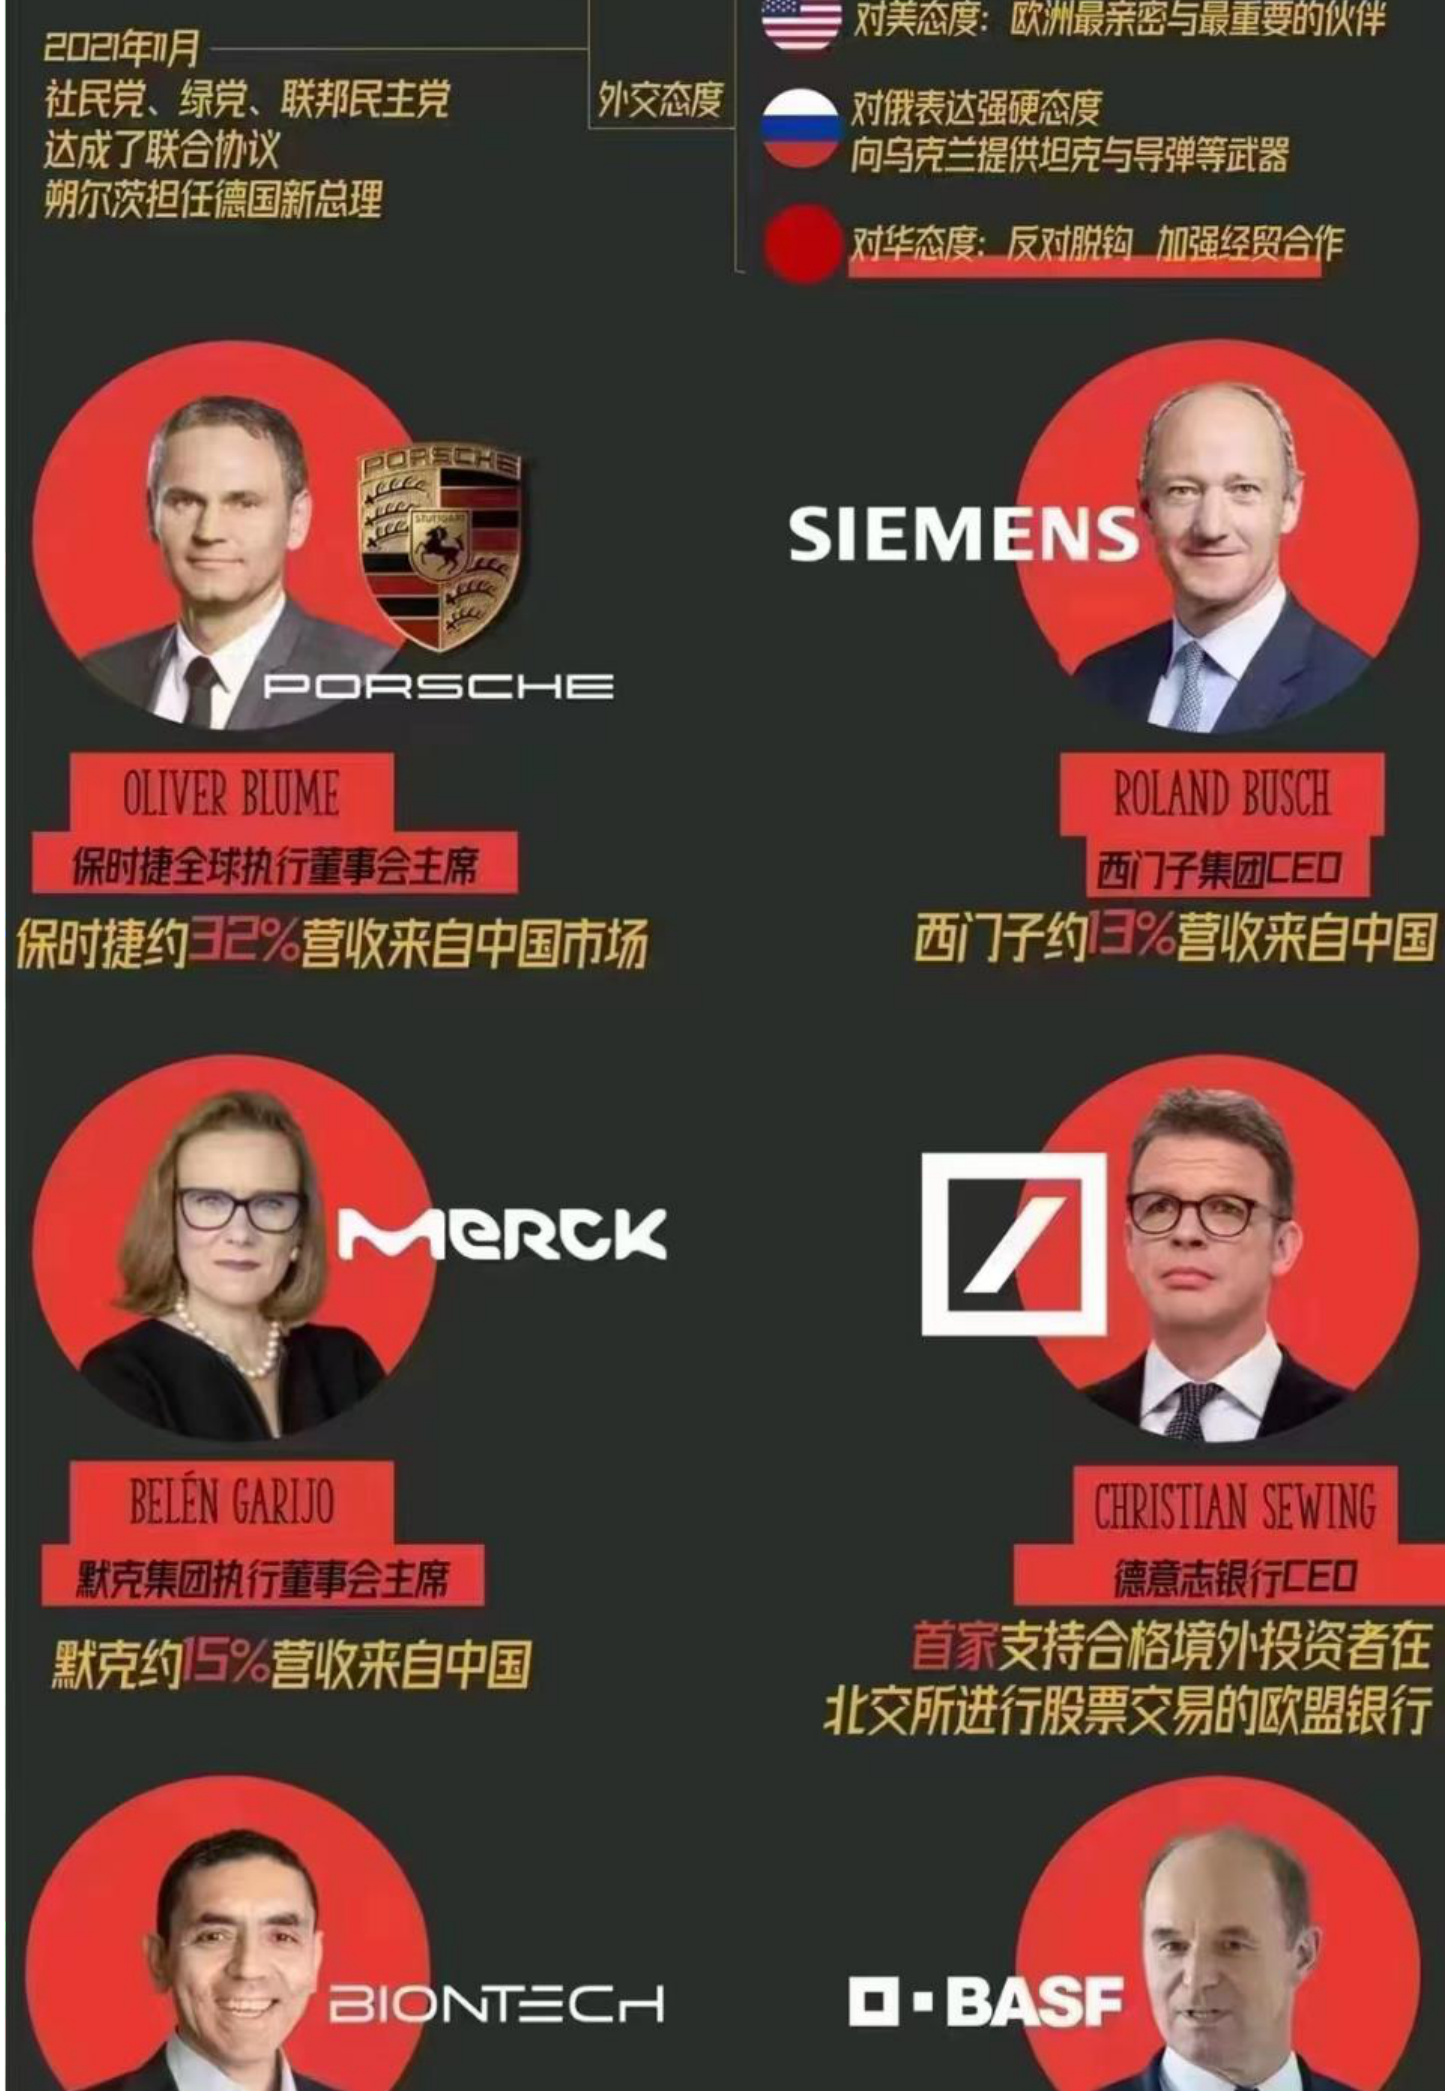 2021年11月
社民党、绿党、联邦民主党
达成了联合协议
朔尔茨担任德国新总理
外交态度
对美态度：欧洲最亲密与最重要的伙伴
对俄表达强硬态度
向乌克兰提供坦克与导弹等武器
对华态度：反对脱钩 加强经贸合作
PORSCHE
STUTTGART
PORSCHE
OLIVER BLUME
保时捷全球执行董事会主席
保时捷约32%营收来自中国市场
SIEMENS
ROLAND BUSCH
西门子集团CEO
西门子约13%营收来自中国
MERCK
BELÉN GARIJO
默克集团执行董事会主席
默克约15%营收来自中国
CHRISTIAN SEWING
德意志银行CEO
首家支持合格境外投资者在
北交所进行股票交易的欧盟银行
BIONTECH
BASF